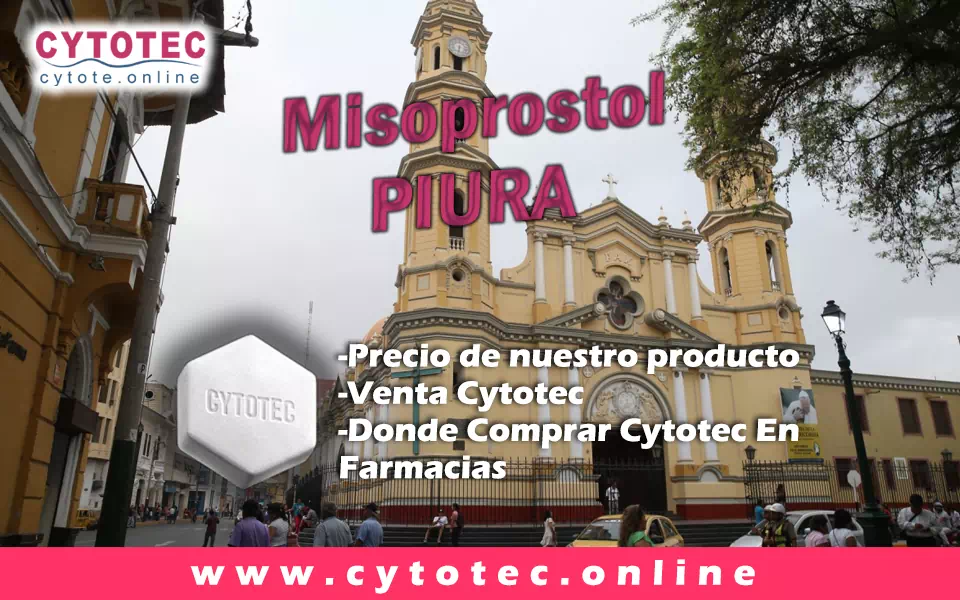 CYTOTEC
cytote.online
Misoprostol
PIURA
CYTOTEC
-Precio de nuestro producto
-Venta Cytotec
-Donde Comprar Cytotec En
Farmacias
www.cytotec.online